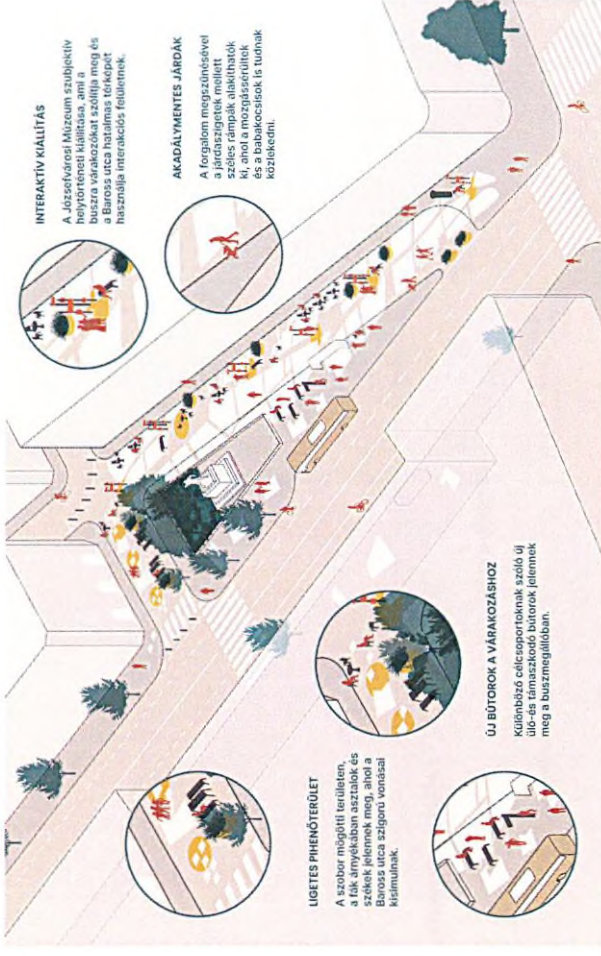 INTERAKTÍV KIÁLLÍTÁS
A Józsefvárosi Múzeum szubjektív
helytörténeti kiállítása, ami a
buszra várakozókat szólítja meg és
a Baross utca hatalmas térképét
használja interakciós felületnek.
AKADÁLYMENTES JÁRDÁK
A forgalom megszűnésével
a járdaszigetek mellett
széles rámpák alakíthatók
ki, ahol a mozgássérültek
és a babakocsisok is tudnak
közlekedni.
LIGETES PIHENŐTERÜLET
A szobor mögötti területen,
a fák árnyékában asztalok és
székek jelennek meg, ahol a
Baross utca szigorú vonásai
kisimulnak.
ÚJ BÚTOROK A VÁRAKOZÁSHOZ
Különböző célcsoportoknak szóló új
ülő-és támaszkodó bútorok jelennek
meg a buszmegállóban.